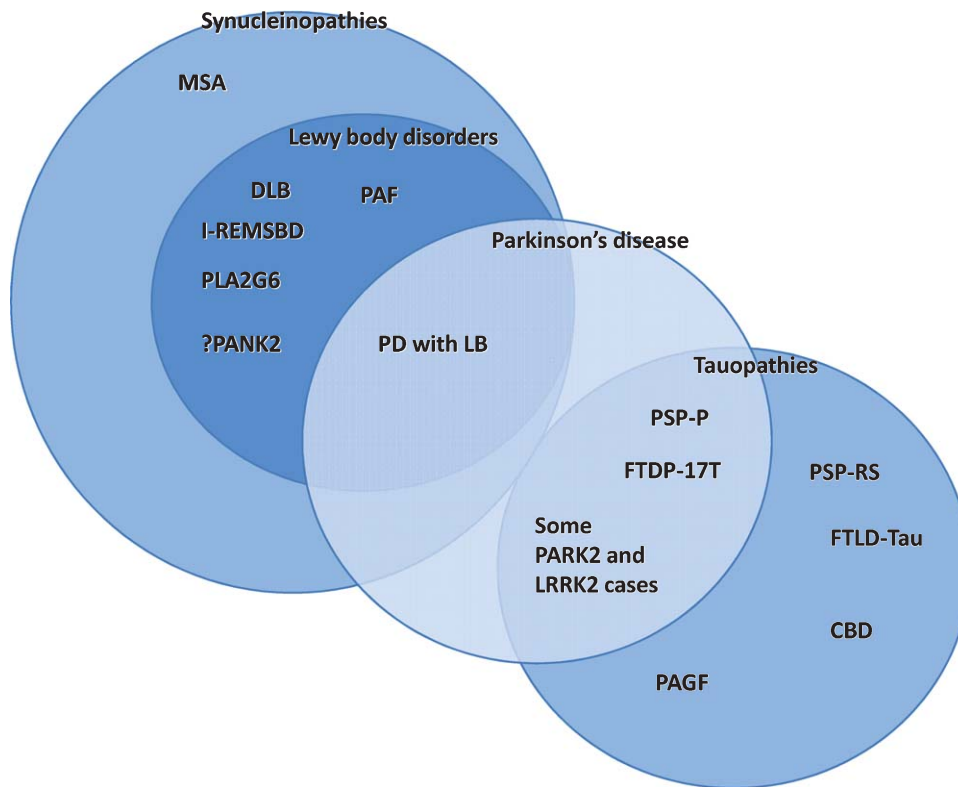 Synucleinopathies
MSA
Lewy body disorders
DLB
PAF
I-REMSBD
PLA2G6
?PANK2
Parkinson’s disease
PD with LB
Tauopathies
PSP-P
FTDP-17T
PSP-RS
Some
PARK2 and
LRRK2 cases
FTLD-Tau
CBD
PAGF